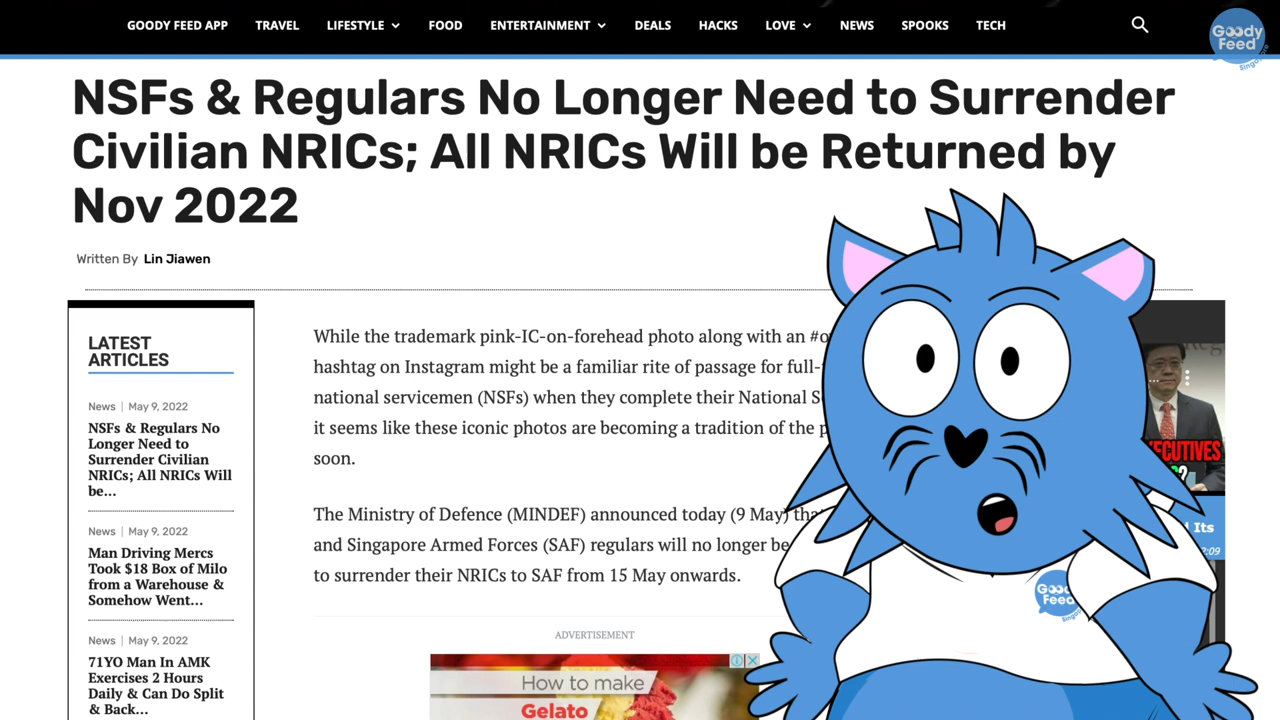 GOODY FEED APP TRAVEL LIFESTYLE FOOD ENTERTAINMENT DEALS HACKS LOVE NEWS SPOOKS TECH
Goody
Feed
Singapore
NSFs & Regulars No Longer Need to Surrender
Civilian NRICs; All NRICs Will be Returned by
Nov 2022
Written By Lin Jiawen
LATEST
ARTICLES
News | May 9, 2022
NSFs & Regulars No
Longer Need to
Surrender Civilian
NRICs; All NRICs Will
be...
News | May 9, 2022
Man Driving Mercs
Took $18 Box of Milo
from a Warehouse &
Somehow Went...
News | May 9, 2022
71YO Man In AMK
Exercises 2 Hours
Daily & Can Do Split
& Back...
While the trademark pink-IC-on-forehead photo along with an
hashtag on Instagram might be a familiar rite of passage for
national servicemen (NSFs) when they complete their National
it seems like these iconic photos are becoming a tradition of the
soon.
The Ministry of Defence (MINDEF) announced today (9 May)
and Singapore Armed Forces (SAF) regulars will no longer be
to surrender their NRICs to SAF from 15 May onwards.
ADVERTISEMENT
How to make
Gelato
Its
Goody
Feed